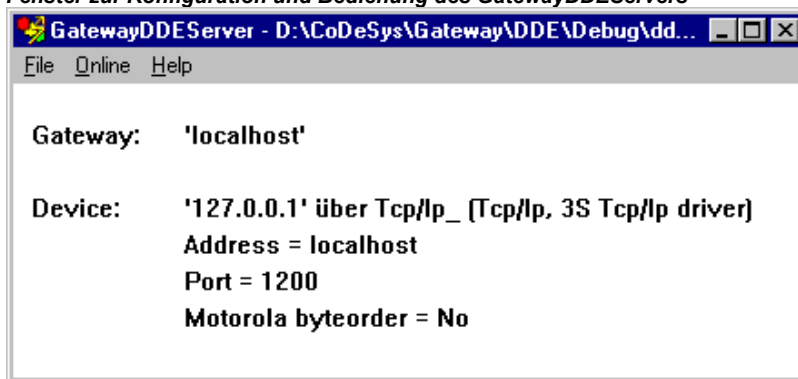 Fenster zur Konfiguration und Bedienung des GatewayDDEServers
GatewayDDEServer - D:\CoDeSys\Gateway\DDE\Debug\dd...
File Online Help
Gateway: 'localhost'
Device: '127.0.0.1' über Tcp/Ip_ (Tcp/Ip, 3S Tcp/Ip driver)
Address = localhost
Port = 1200
Motorola byteorder = No